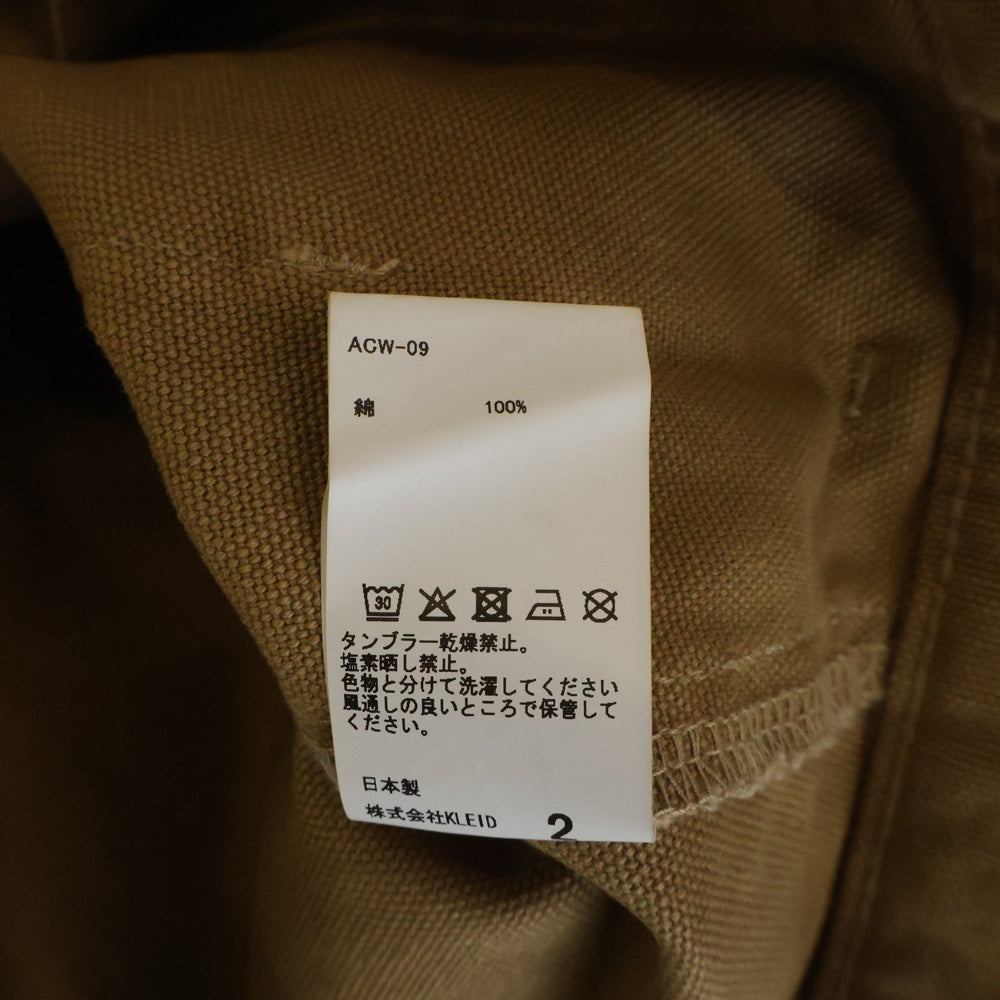 ACW-09
綿 100%
30
タンブラー乾燥禁止。
塩素晒し禁止。
色物と分けて洗濯してください
風通しの良いところで保管して
ください。
日本製
株式会社KLEID 2